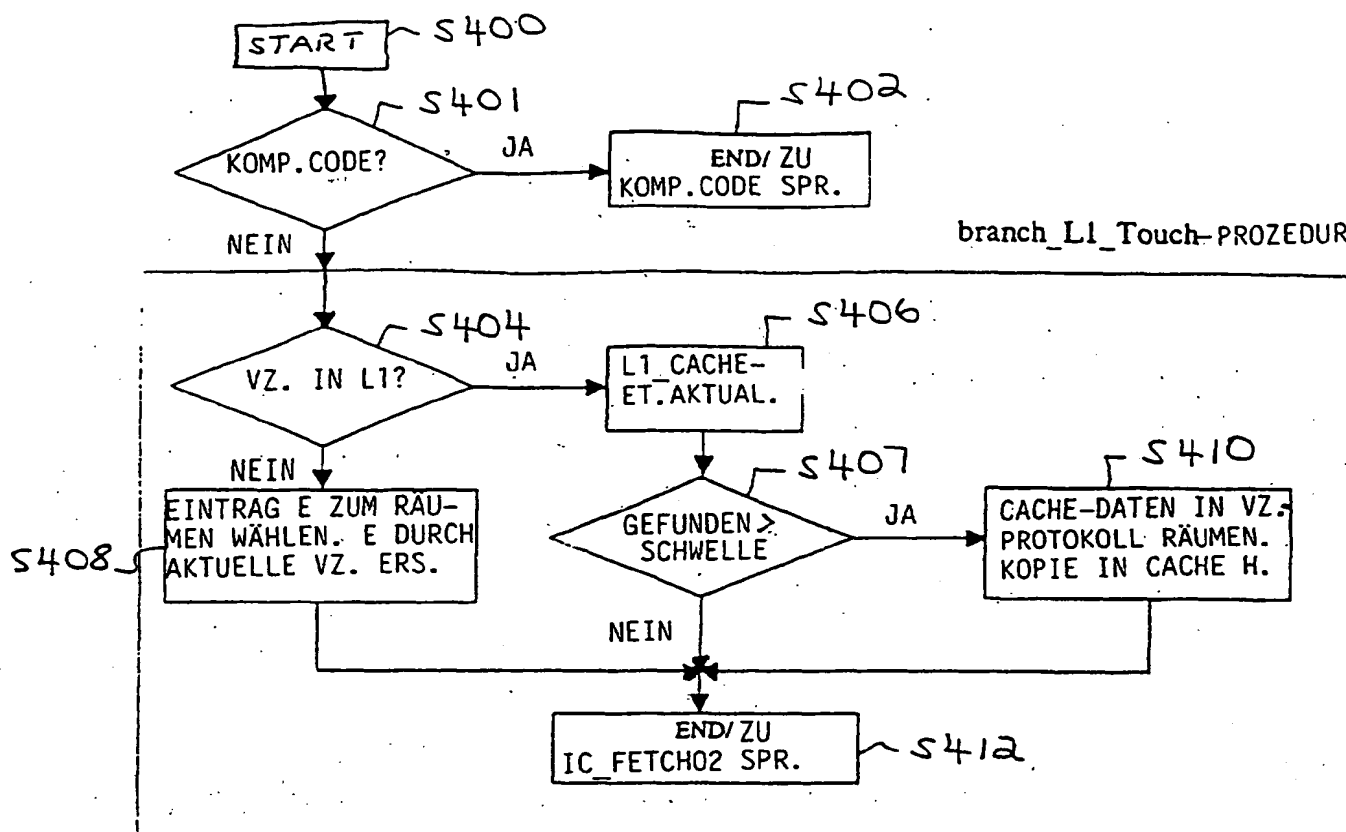 START
S400
S401
KOMP.CODE?
JA
S402
END/ ZU
KOMP.CODE SPR.
NEIN
branch_L1_Touch-PROZEDUR
S404
VZ. IN L1?
JA
S406
L1_CACHE-
ET.AKTUAL.
NEIN
S408
EINTRAG E ZUM RÄU-
MEN WÄHLEN. E DURCH
AKTUELLE VZ. ERS.
S407
GEFUNDEN>
SCHWELLE
JA
S410
CACHE-DATEN IN VZ.-
PROTOKOLL RÄUMEN.
KOPIE IN CACHE H.
NEIN
END/ ZU
IC_FETCHO2 SPR.
S412